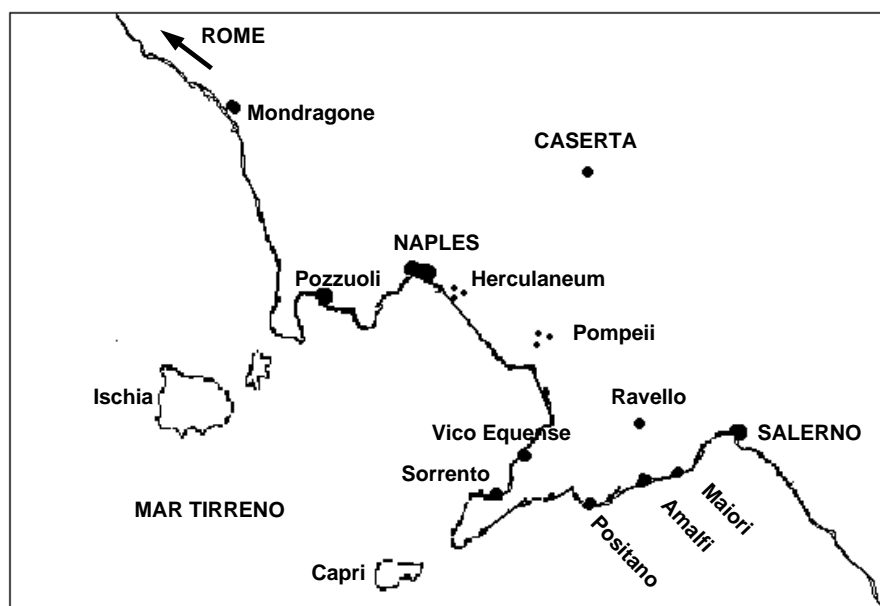 ROME
Mondragone
CASERTA
NAPLES
Pozzuoli
Herculaneum
Pompeii
Ischia
Ravello
Vico Equense
SALERNO
Sorrento
MAR TIRRENO
Maiori
Amalfi
Positano
Capri